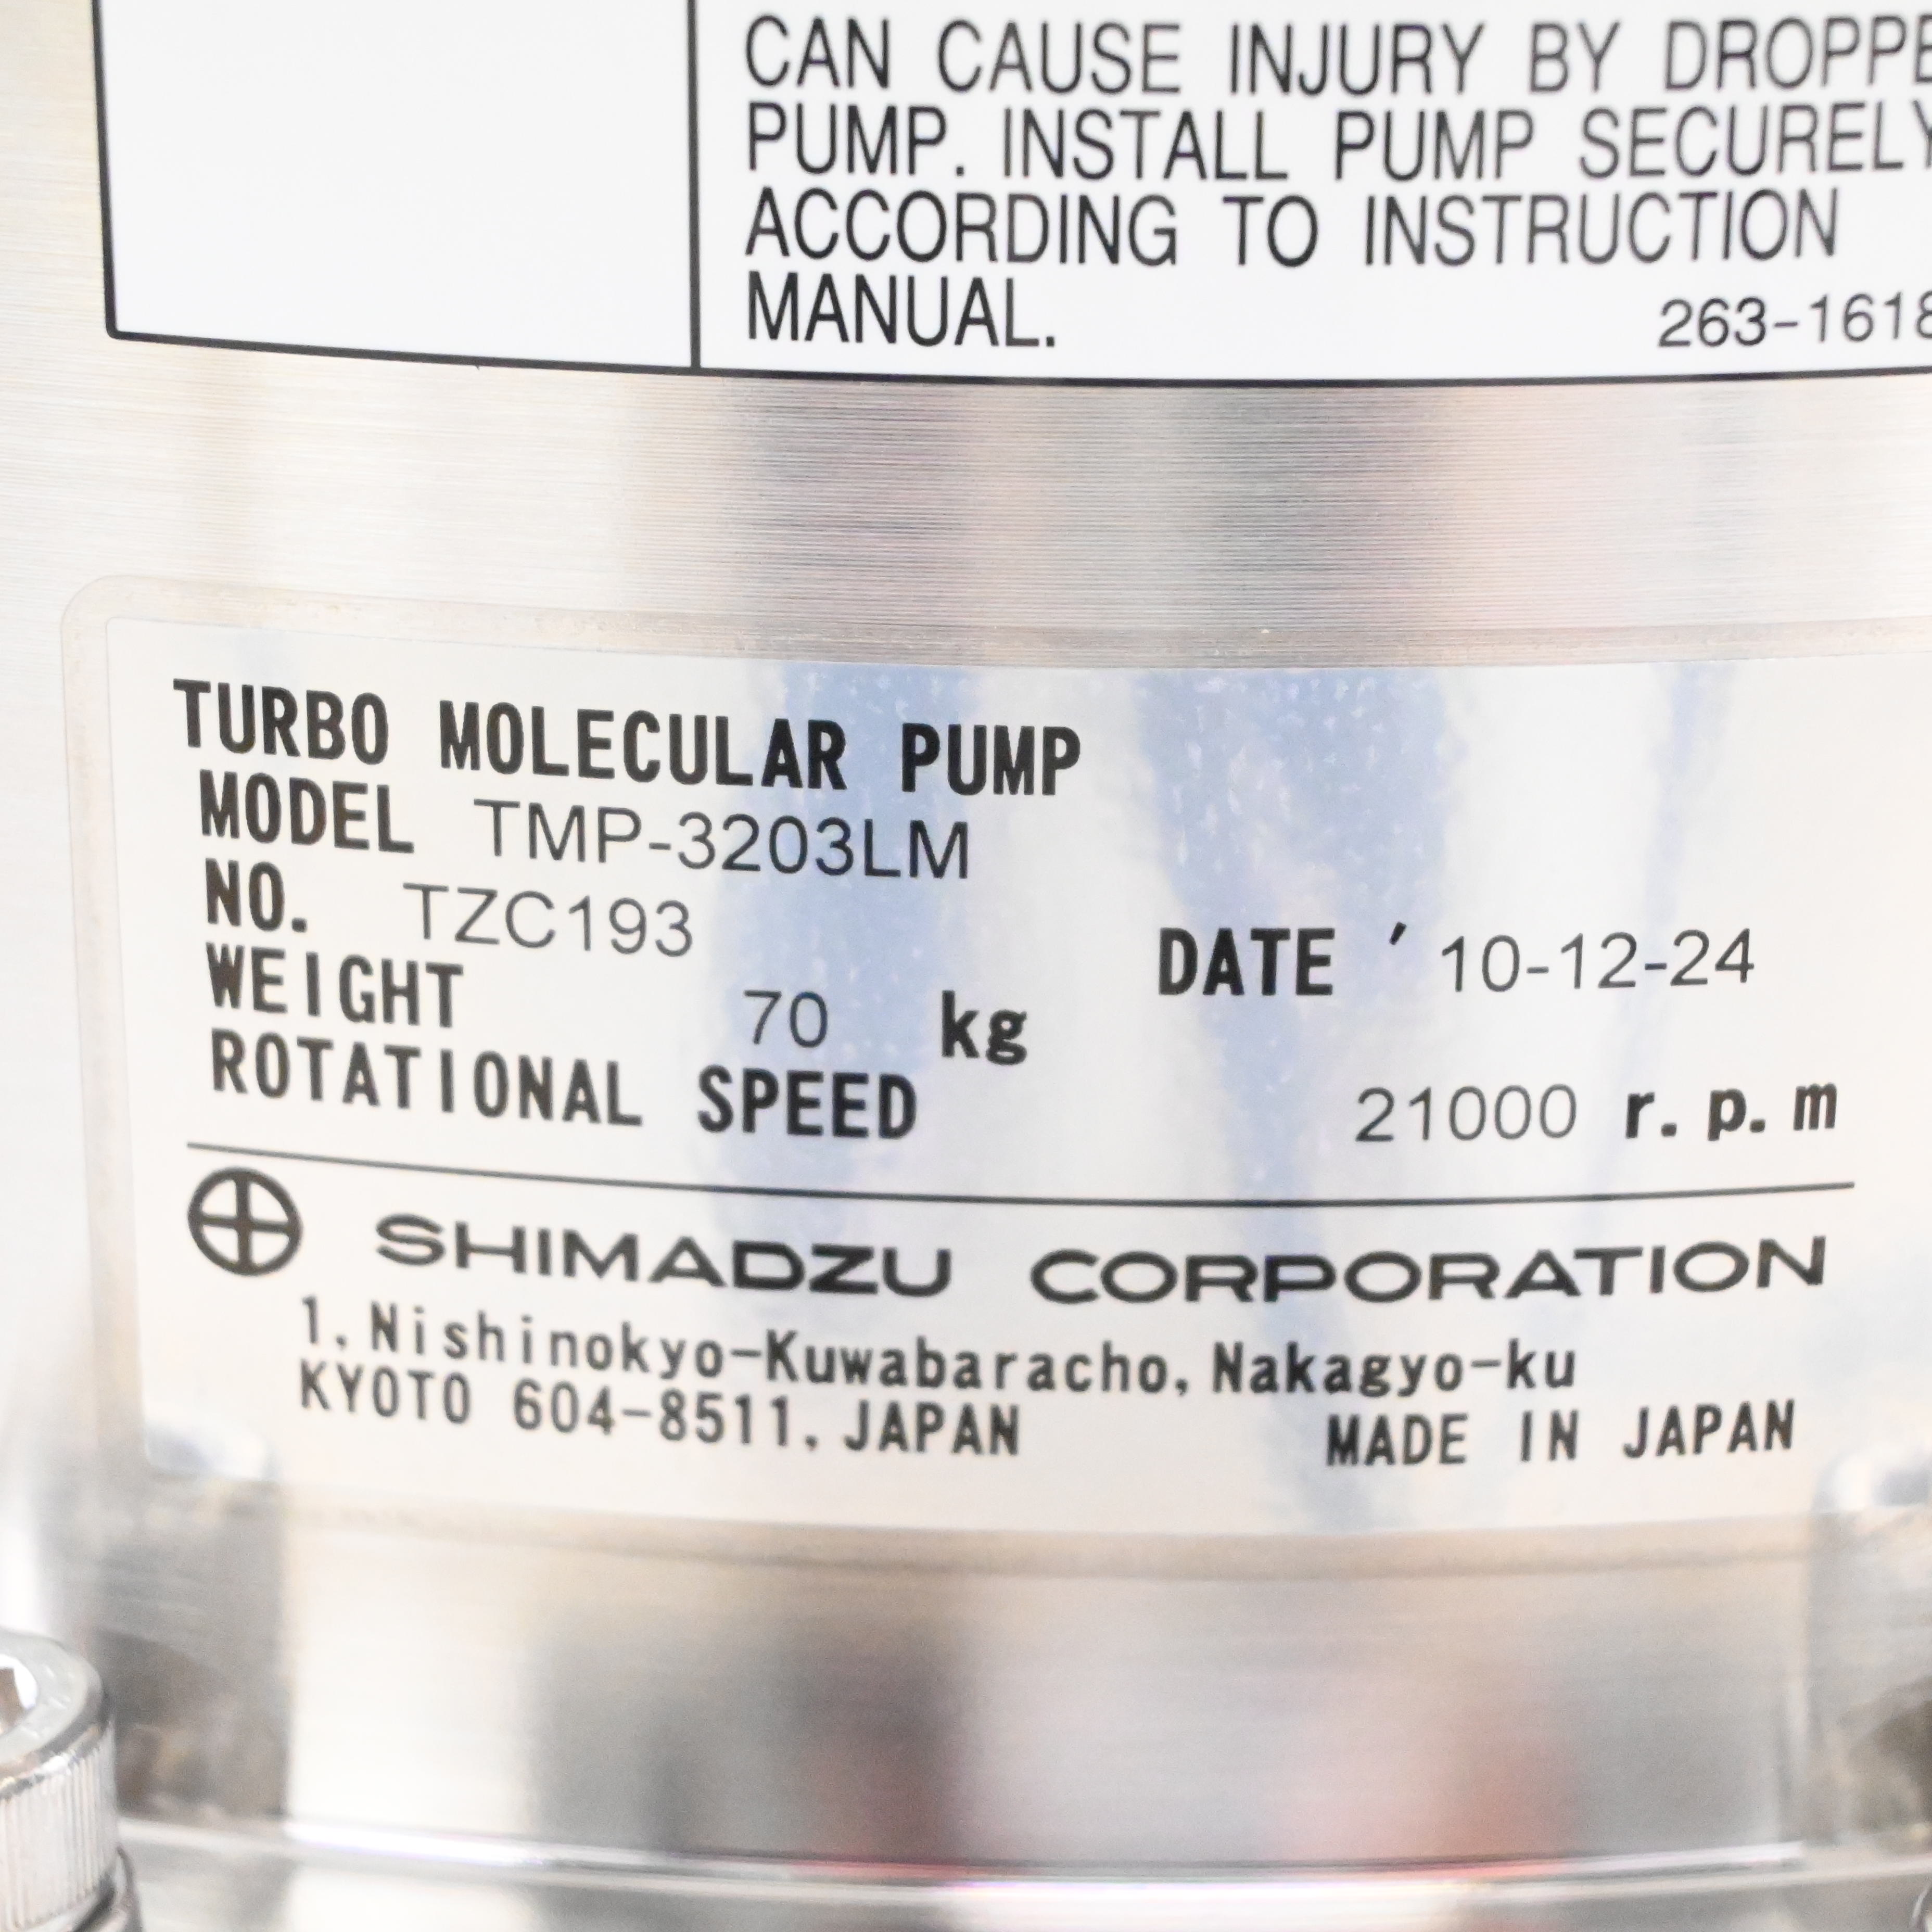 CAN CAUSE INJURY BY
PUMP. INSTALL PUMP SECURELY
ACCORDING TO INSTRUCTION
MANUAL.
263-1618
TURBO MOLECULAR PUMP
MODEL TMP-3203LM
NO. TZC193
DATE '10-12-24
WEIGHT 70 kg
ROTATIONAL SPEED 21000 r.p.m
SHIMADZU CORPORATION
1, Nishinokyo-Kuwabaracho, Nakagyo-ku
KYOTO 604-8511, JAPAN MADE IN JAPAN